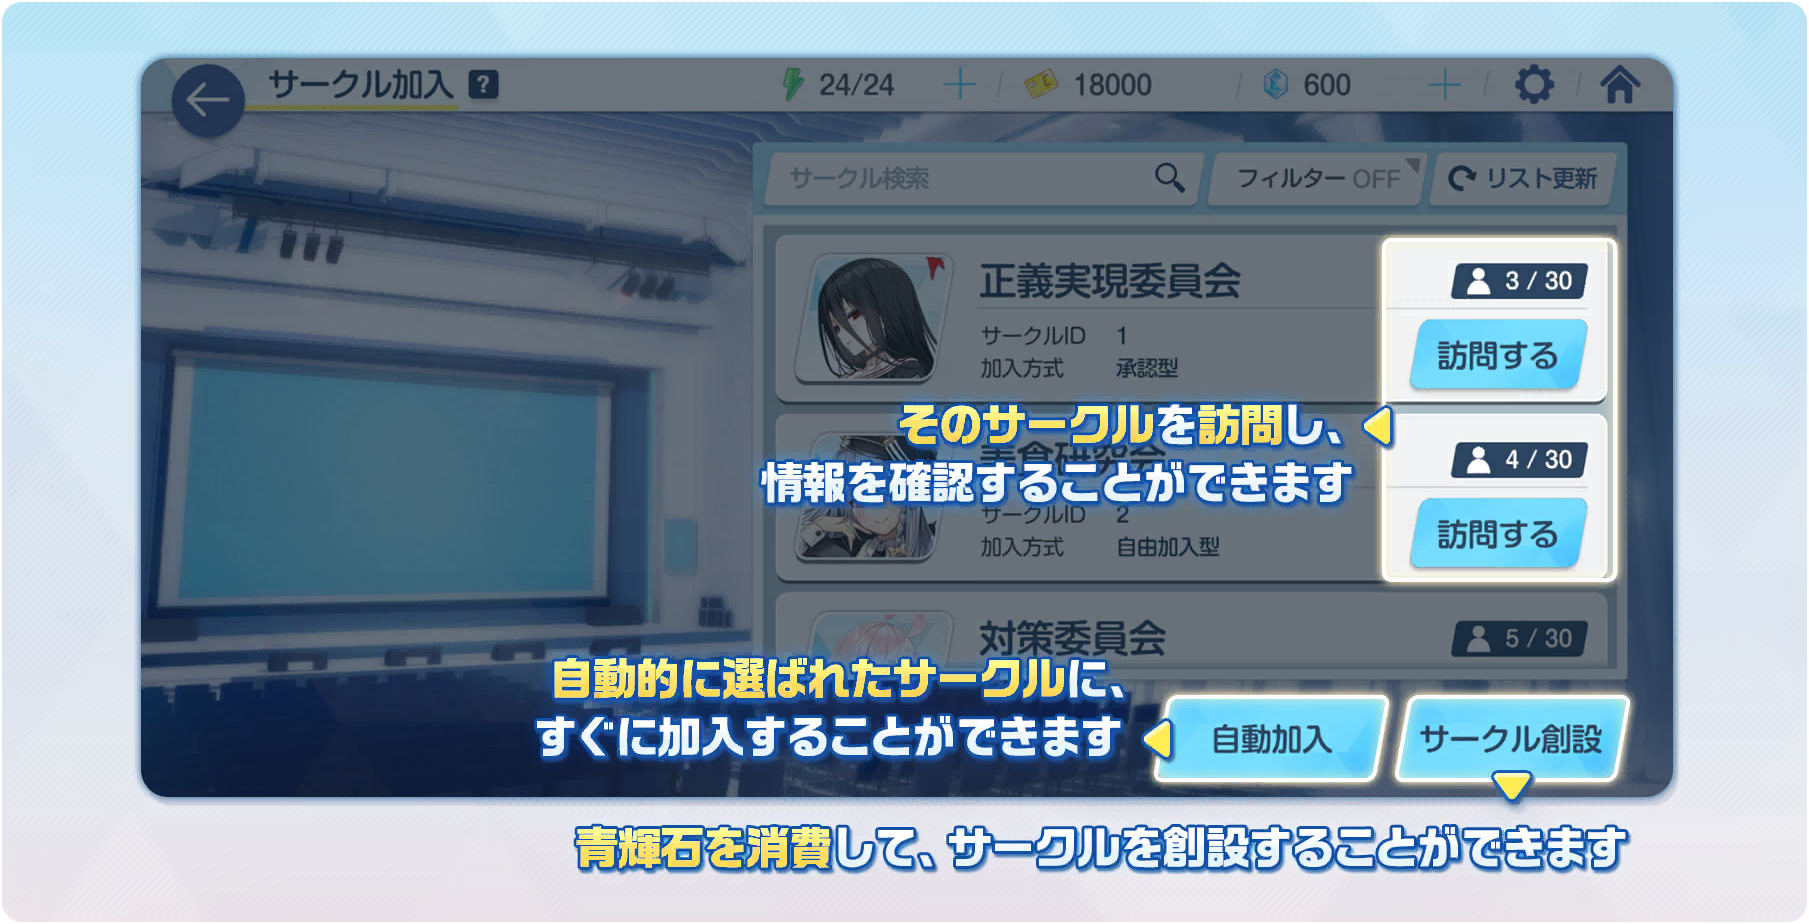 サークル加入 ?
24/24
18000
600
サークル検索
フィルター OFF
リスト更新
正義実現委員会
3 / 30
サークルID 1
加入方式 承認型
訪問する
そのサークルを訪問し、
情報を確認することができます
美食研究会
4 / 30
サークルID 2
加入方式 自由加入型
訪問する
対策委員会
5 / 30
自動的に選ばれたサークルに、
すぐに加入することができます
自動加入
サークル創設
青輝石を消費して、サークルを創設することができます